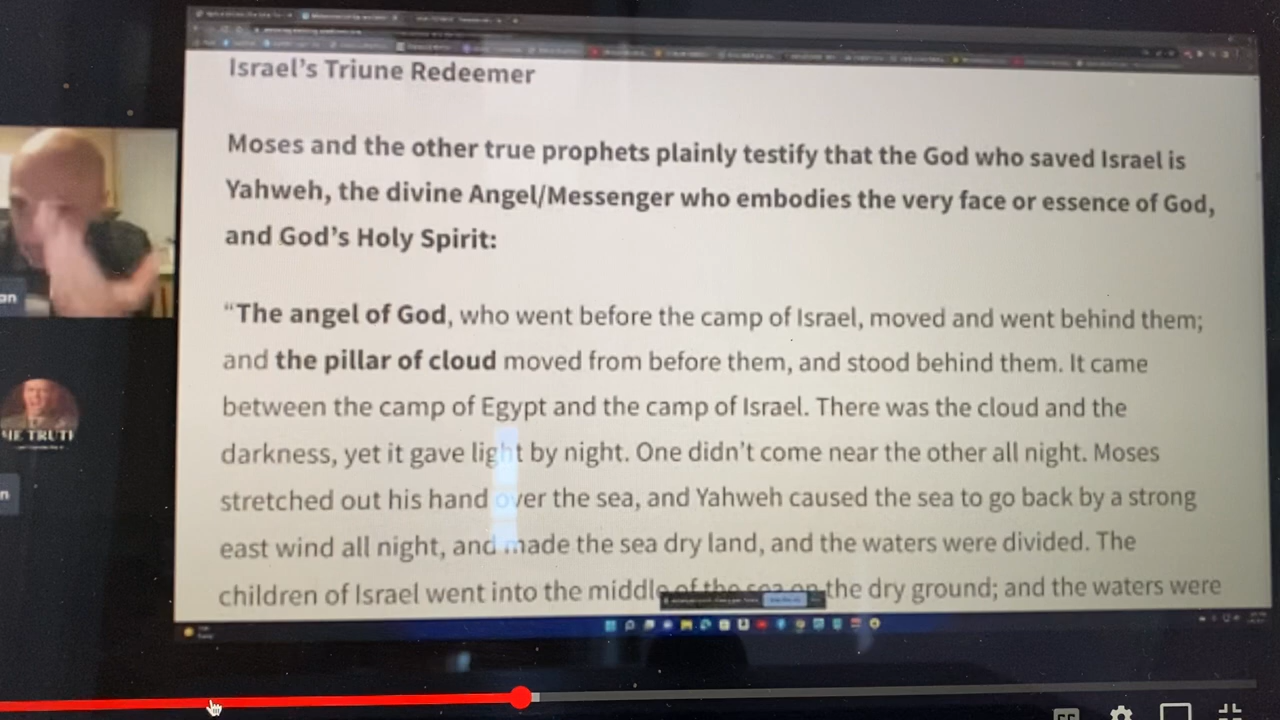 Israel's Triune Redeemer
Moses and the other true prophets plainly testify that the God who saved Israel is
Yahweh, the divine Angel/Messenger who embodies the very face or essence of God,
and God's Holy Spirit:
“The angel of God, who went before the camp of Israel, moved and went behind them;
and the pillar of cloud moved from before them, and stood behind them. It came
between the camp of Egypt and the camp of Israel. There was the cloud and the
darkness, yet it gave light by night. One didn't come near the other all night. Moses
stretched out his hand over the sea, and Yahweh caused the sea to go back by a strong
east wind all night, and made the sea dry land, and the waters were divided. The
children of Israel went into the middle of the sea on the dry ground; and the waters were
on
TRUTH
n
CC